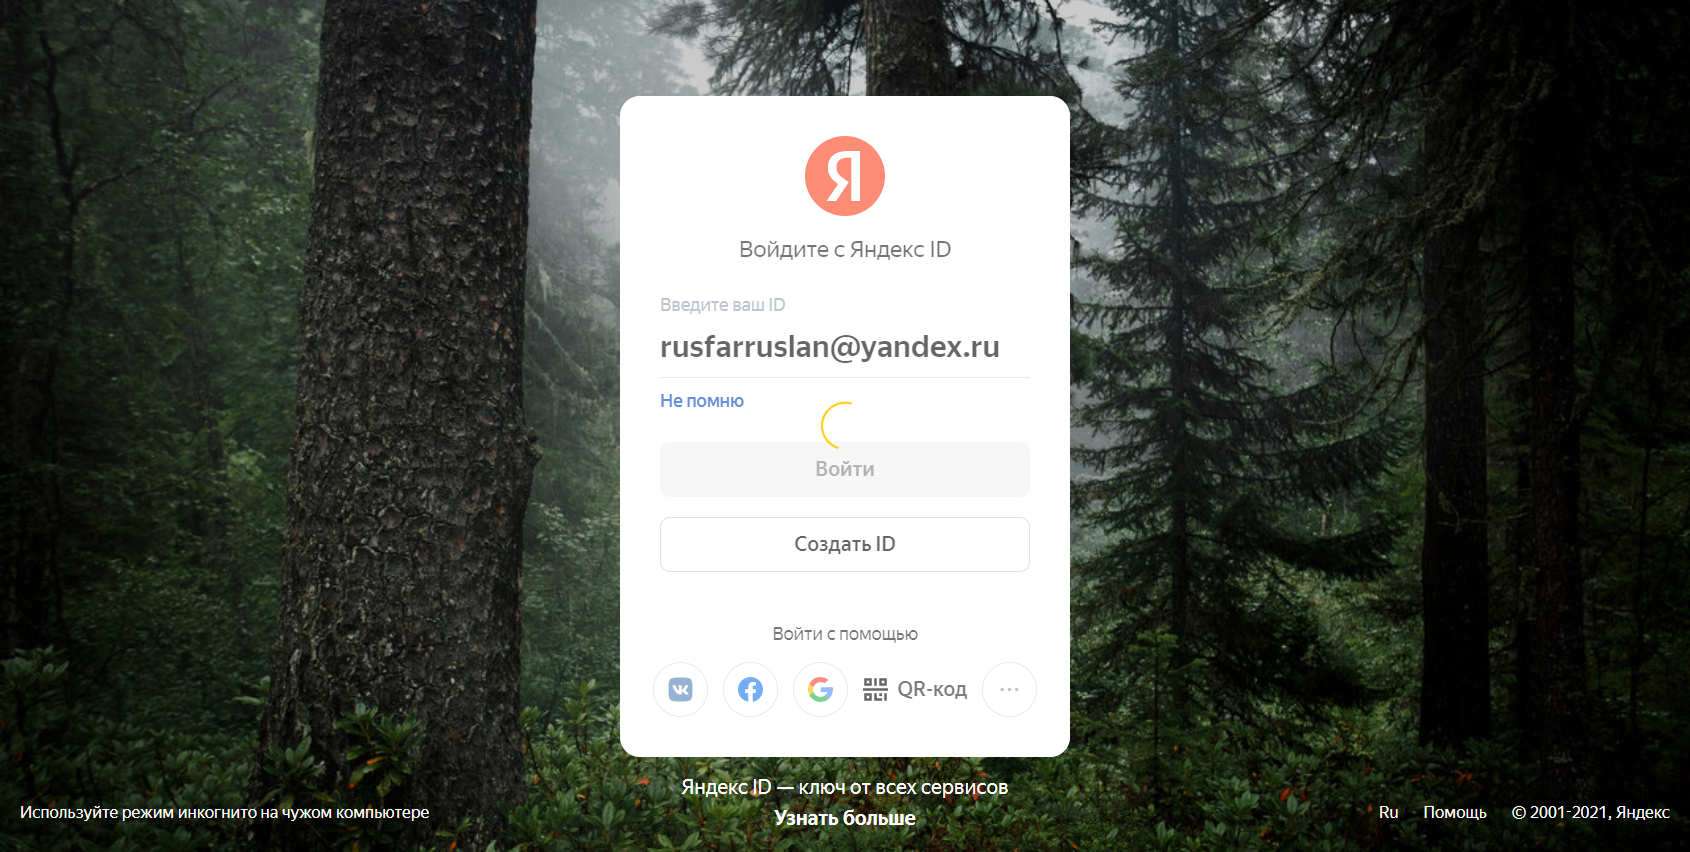 Я
Войдите с Яндекс ID
Введите ваш ID
rusfarruslan@yandex.ru
Не помню
Войти
Создать ID
Войти с помощью
QR-код
Яндекс ID — ключ от всех сервисов
Узнать больше
Используйте режим инкогнито на чужом компьютере
Ru Помощь © 2001-2021, Яндекс